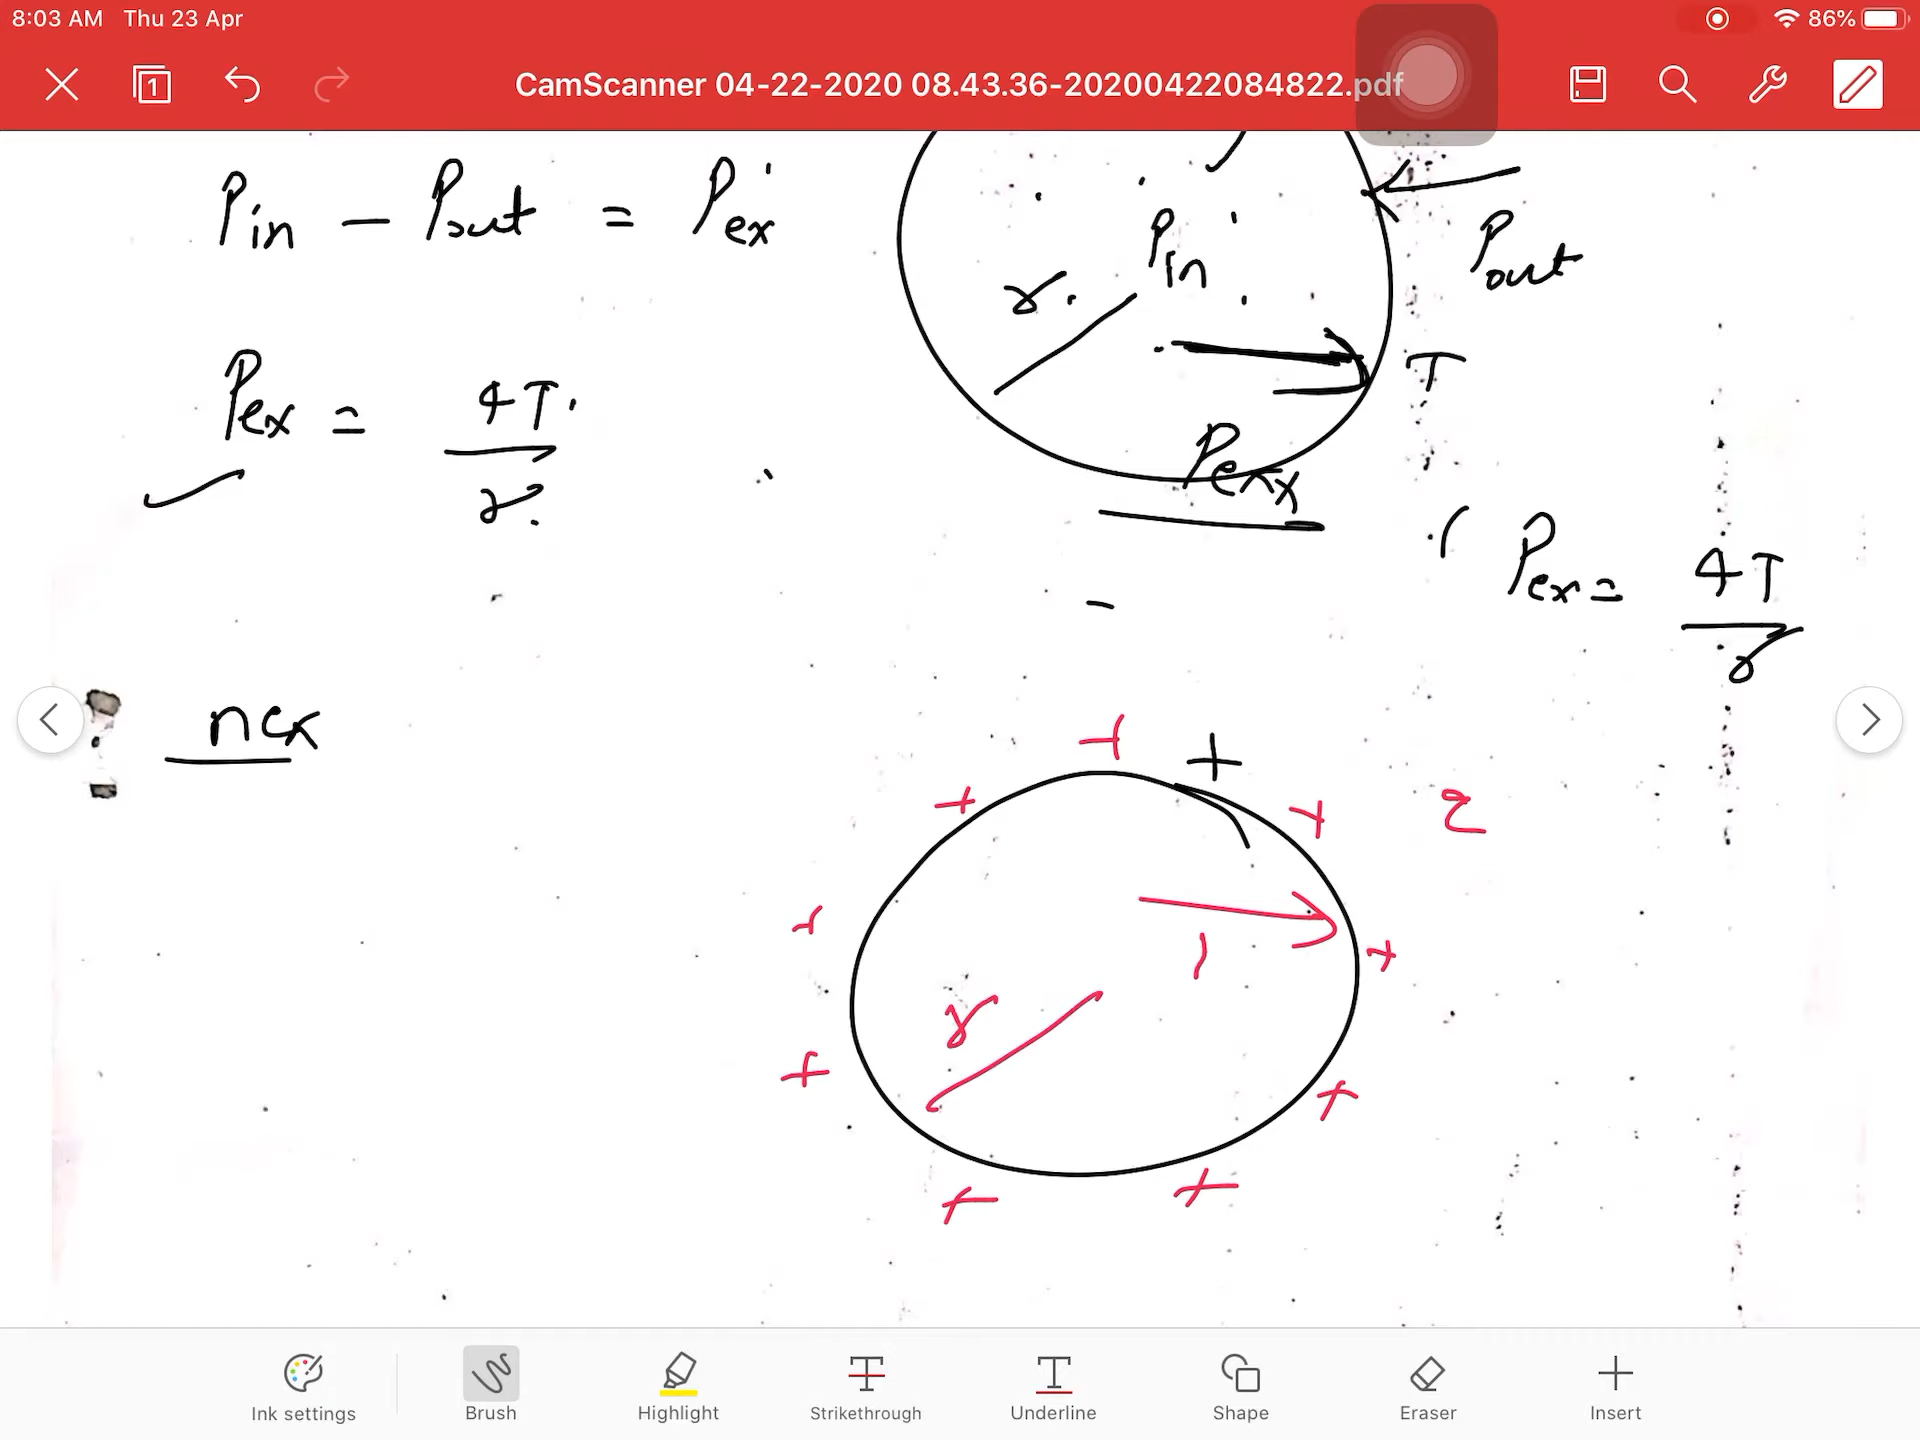 8:03 AM Thu 23 Apr
86%
1
CamScanner 04-22-2020 08.43.36-20200422084822.pdf
Pin - Pout = Pex
Pin
Pout
r.
T
Pex = 4T / r.
Pex
( Pex = 4T / r
+ + + +
r
+ + + + + +
Ink settings
Brush
Highlight
Strikethrough
Underline
Shape
Eraser
Insert